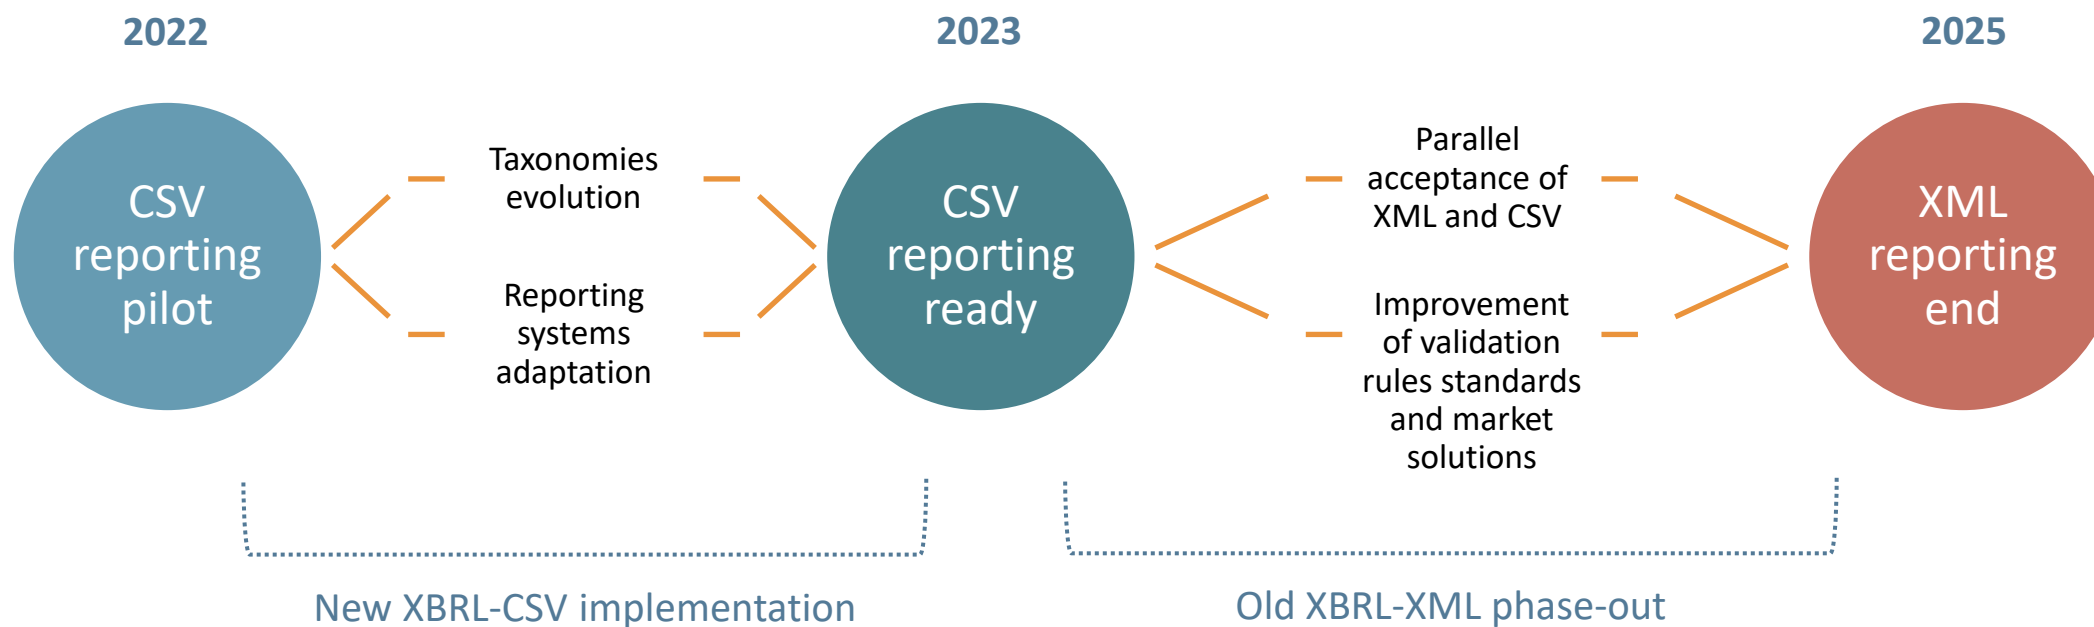 2022
2023
2025
CSV
reporting
pilot
Taxonomies
evolution
Reporting
systems
adaptation
CSV
reporting
ready
Parallel
acceptance of
XML and CSV
Improvement
of validation
rules standards
and market
solutions
XML
reporting
end
New XBRL-CSV implementation
Old XBRL-XML phase-out